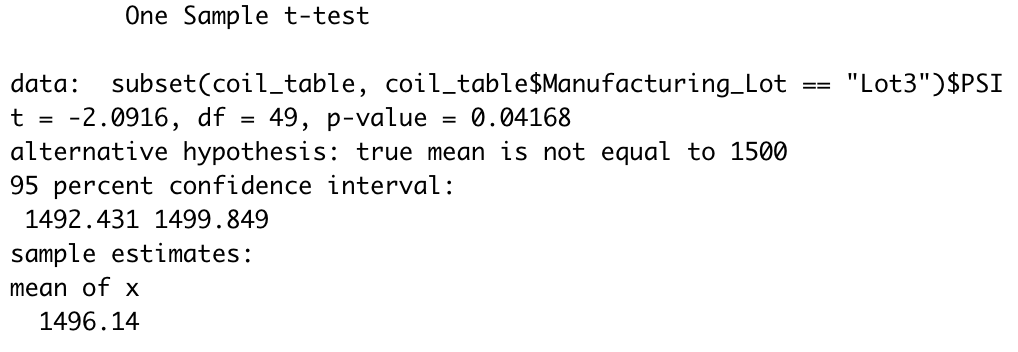 One Sample t-test
data:  subset(coil_table, coil_table$Manufacturing_Lot == "Lot3")$PSI
t = -2.0916, df = 49, p-value = 0.04168
alternative hypothesis: true mean is not equal to 1500
95 percent confidence interval:
1492.431 1499.849
sample estimates:
mean of x
1496.14